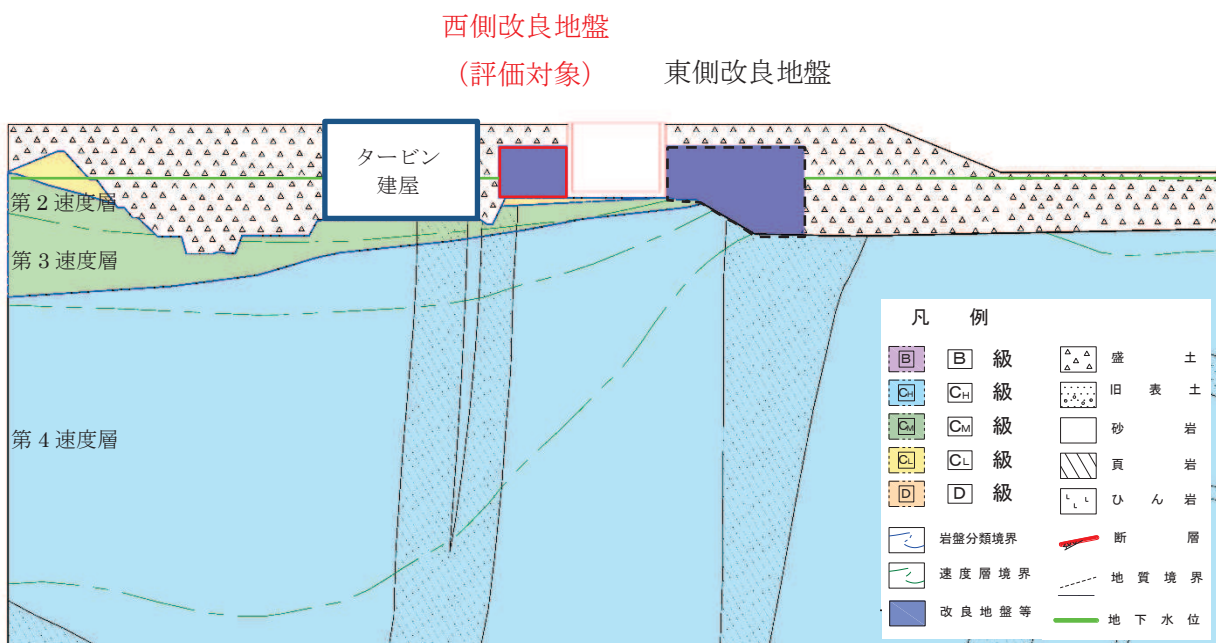 西側改良地盤
(評価対象)
東側改良地盤
タービン
建屋
第2速度層
第3速度層
第4速度層
凡 例
B B 級
CH CH 級
CM CM 級
CL CL 級
D D 級
岩盤分類境界
速度層境界
改良地盤等
盛土
旧表土
砂岩
頁岩
ひん岩
断層
地質境界
地下水位